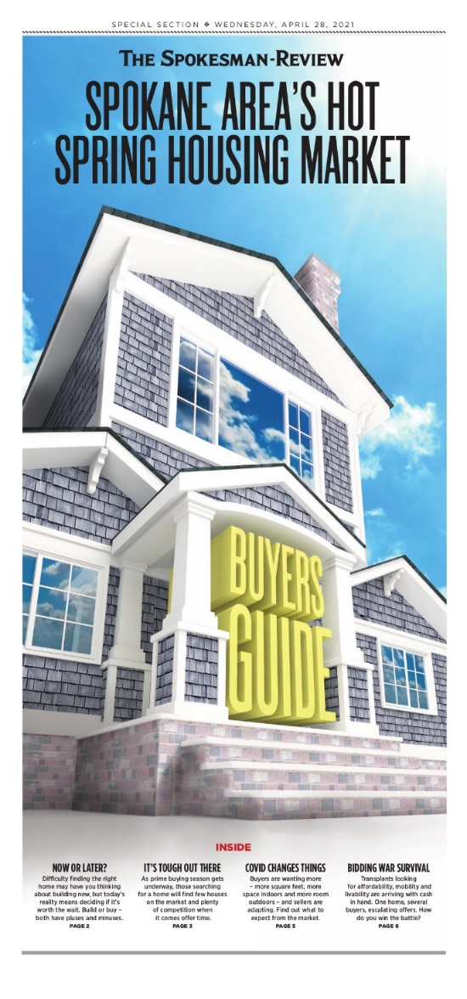 SPECIAL SECTION ❖ WEDNESDAY, APRIL 28, 2021
THE SPOKESMAN-REVIEW
SPOKANE AREA'S HOT
SPRING HOUSING MARKET
BUYERS
GUIDE
INSIDE
NOW OR LATER?
Difficulty finding the right
home may have you thinking
about building new, but today's
reality means deciding if it's
worth the wait. Build or buy –
both have pluses and minuses.
PAGE 2
IT'S TOUGH OUT THERE
As prime buying season gets
underway, those searching
for a home will find few houses
on the market and plenty
of competition when
it comes offer time.
PAGE 3
COVID CHANGES THINGS
Buyers are wanting more
– more square feet, more
space indoors and more room
outdoors – and sellers are
adapting. Find out what to
expect from the market.
PAGE 5
BIDDING WAR SURVIVAL
Transplants looking
for affordability, mobility and
livability are arriving with cash
in hand. One home, several
buyers, escalating offers. How
do you win the battle?
PAGE 6